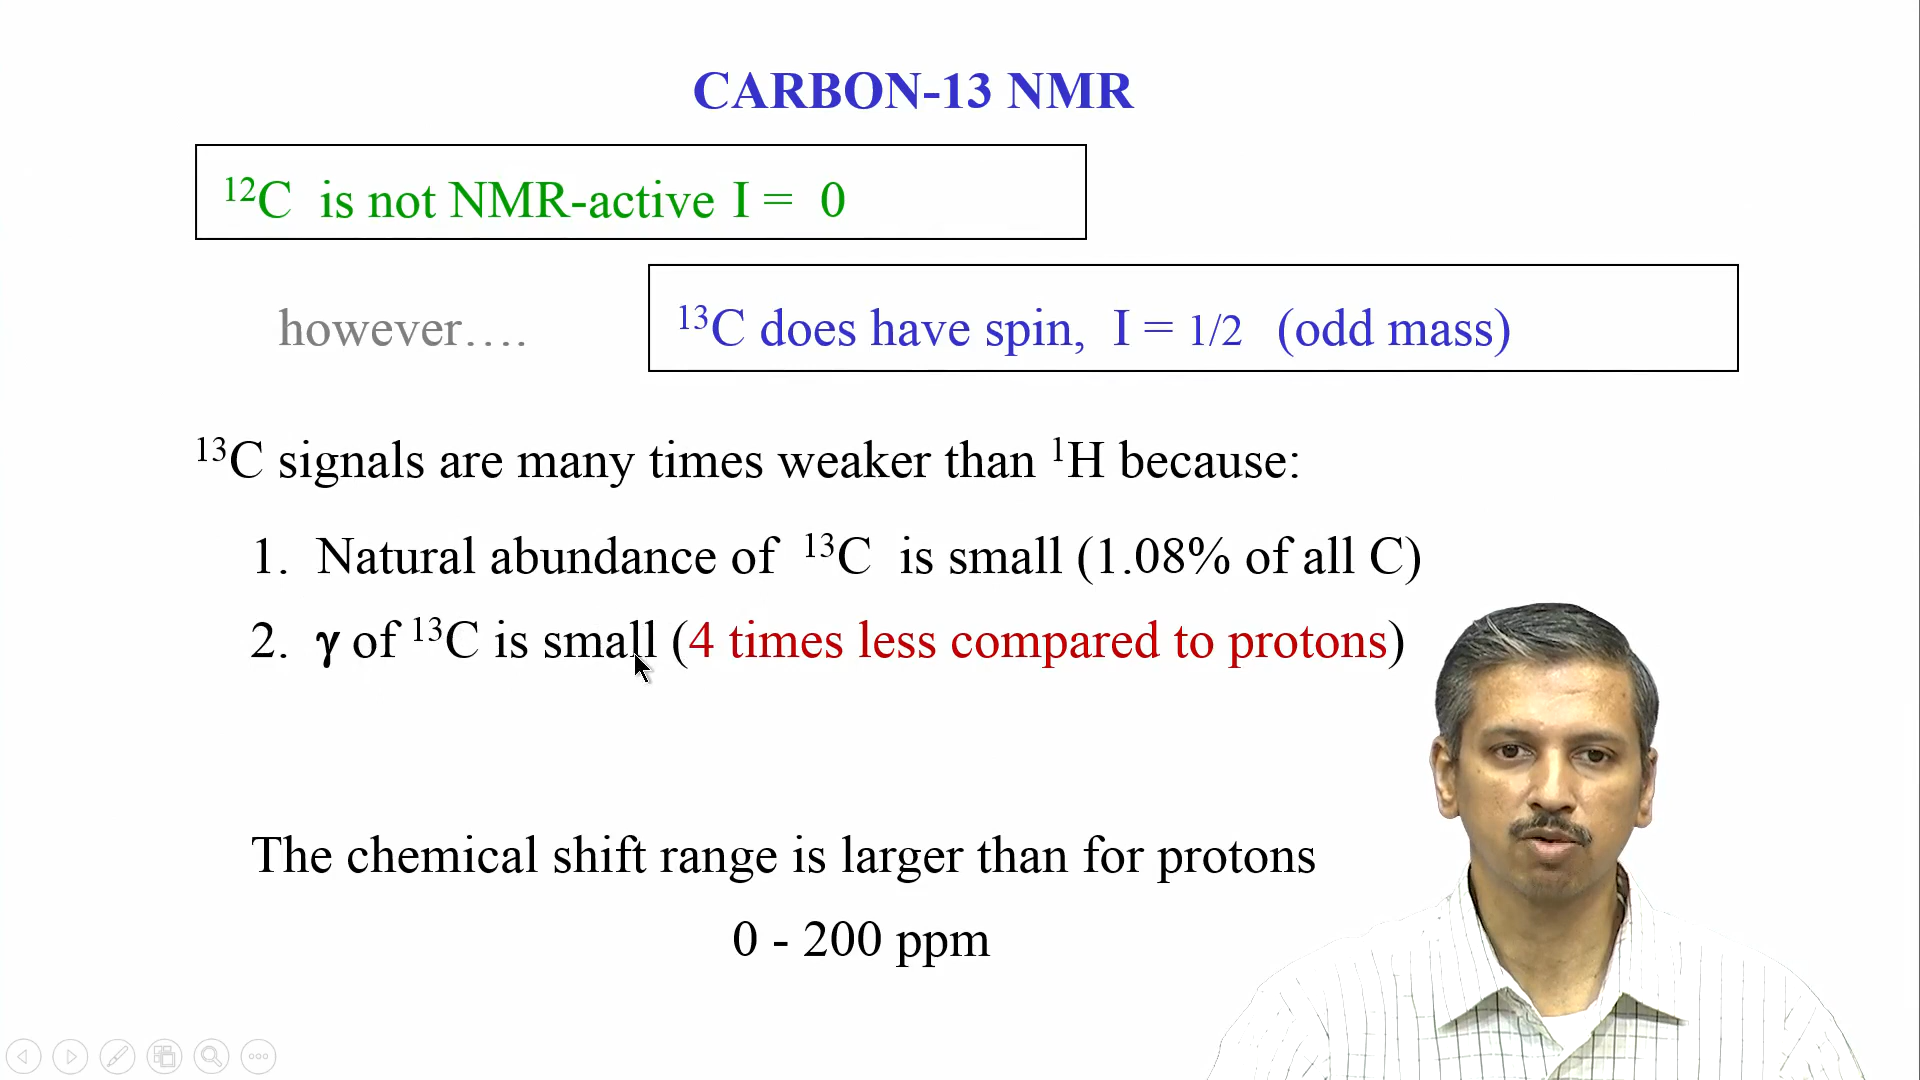 CARBON-13 NMR
¹²C is not NMR-active I = 0
however…. ¹³C does have spin, I = 1/2 (odd mass)
¹³C signals are many times weaker than ¹H because:
1. Natural abundance of ¹³C is small (1.08% of all C)
2. γ of ¹³C is small (4 times less compared to protons)
The chemical shift range is larger than for protons
0 - 200 ppm